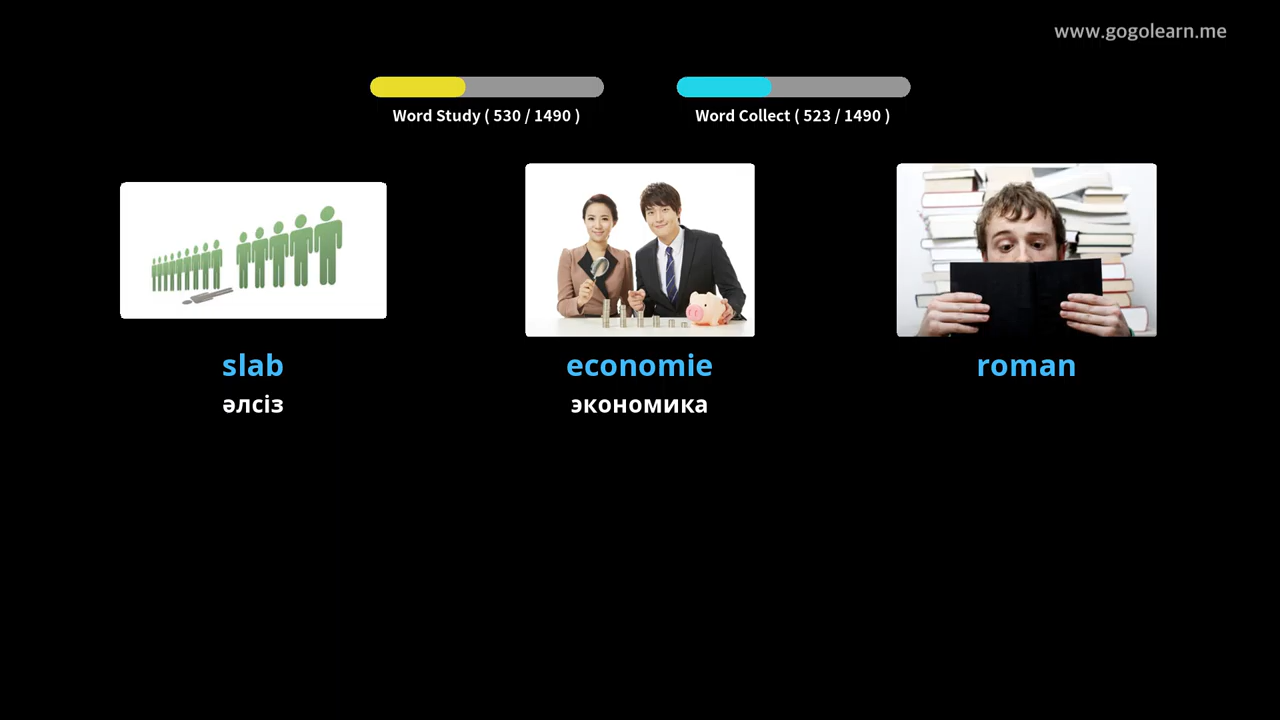 www.gogolearn.me
Word Study ( 530 / 1490 )
Word Collect ( 523 / 1490 )
slab
economie
roman
әлсіз
экономика